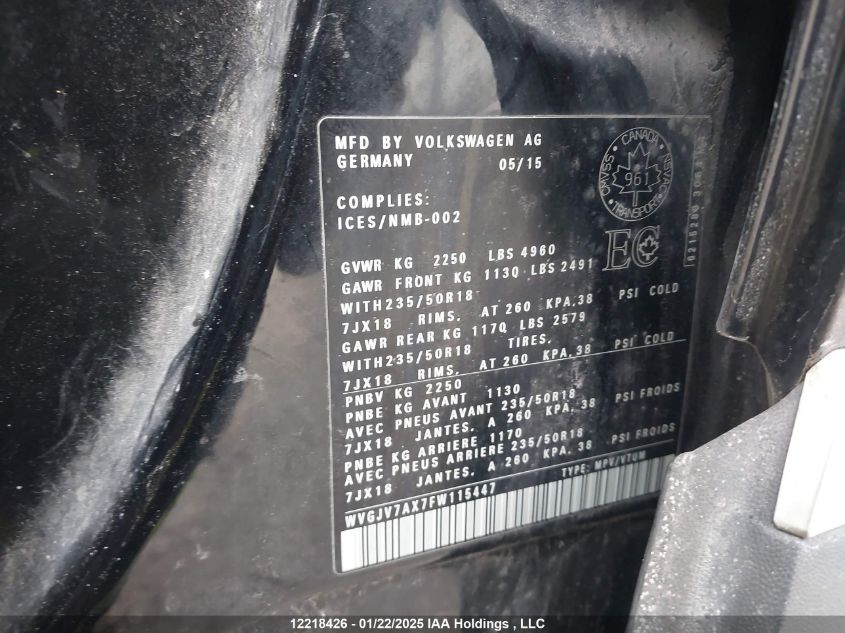 MFD BY VOLKSWAGEN AG
GERMANY 05/15
CANADA
961
TRANSPORT
COMPLIES:
ICES/NMB-002
EC
GVWR KG 2250 LBS 4960
GAWR FRONT KG 1130 LBS 2491
WITH235/50R18
7JX18 RIMS. AT 260 KPA.38 PSI COLD
GAWR REAR KG 1170 LBS 2579
WITH235/50R18 TIRES.
7JX18 RIMS. AT 260 KPA.38 PSI COLD
PNBV KG 2250
PNBE KG AVANT 1130
AVEC PNEUS AVANT 235/50R18
7JX18 JANTES. A 260 KPA.38 PSI FROIDS
PNBE KG ARRIERE 1170
AVEC PNEUS ARRIERE 235/50R18
7JX18 JANTES. A 260 KPA.38 PSI FROIDS
WVGJV7AX7FW115447 TYPE: MPV/VTUM
12218426 - 01/22/2025 IAA Holdings , LLC